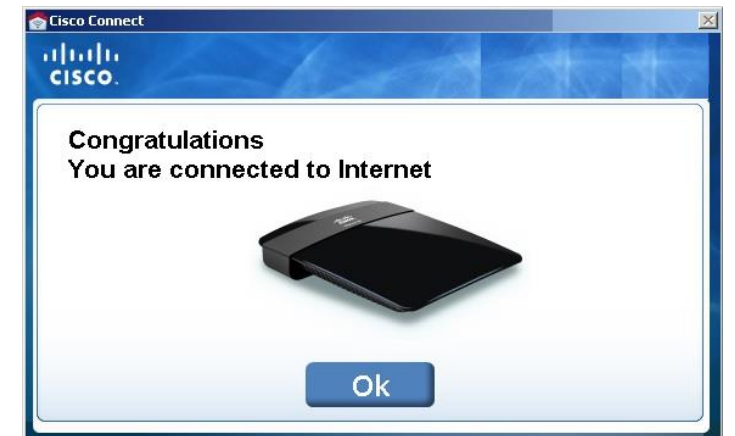 Cisco Connect
CISCO.
Congratulations
You are connected to Internet
Ok